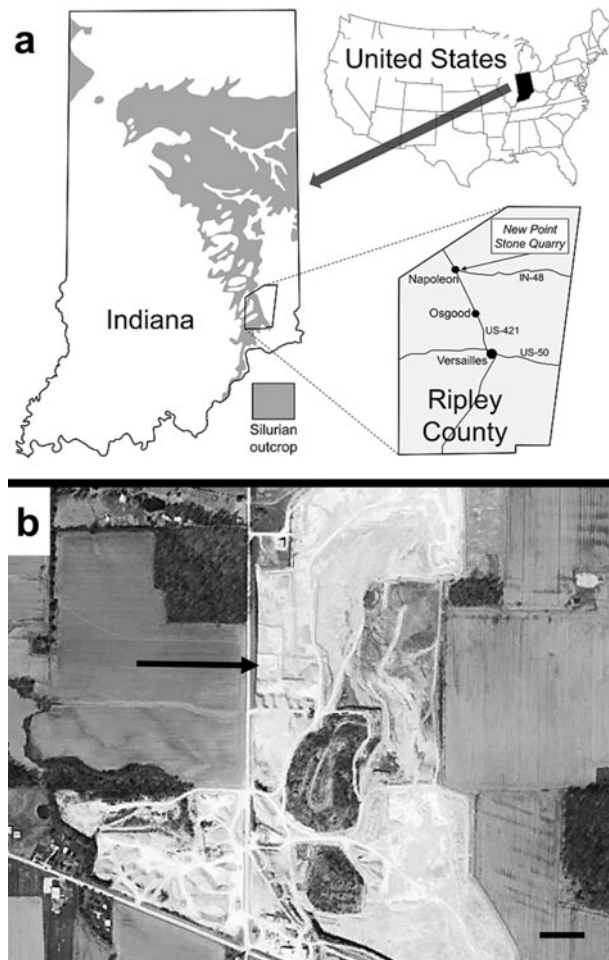 a
United States
New Point
Stone Quarry
Napoleon
IN-48
Osgood
US-421
Indiana
Versailles
US-50
Ripley
County
Silurian
outcrop
b